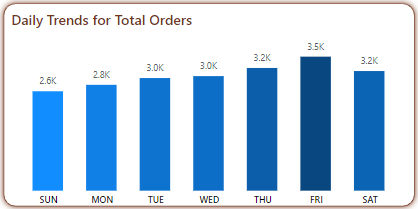 Daily Trends for Total Orders
3.5K
3.2K
3.2K
3.0K
3.0K
2.8K
2.6K
SUN MON TUE WED THU FRI SAT